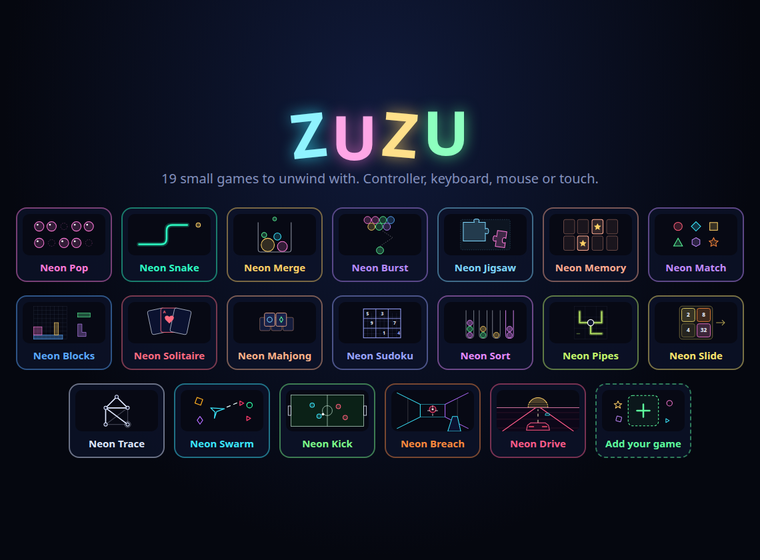 ZUZU
19 small games to unwind with. Controller, keyboard, mouse or touch.
Neon Pop
Neon Snake
Neon Merge
Neon Burst
Neon Jigsaw
Neon Memory
Neon Match
Neon Blocks
Neon Solitaire
Neon Mahjong
Neon Sudoku
Neon Sort
Neon Pipes
Neon Slide
Neon Trace
Neon Swarm
Neon Kick
Neon Breach
Neon Drive
Add your game